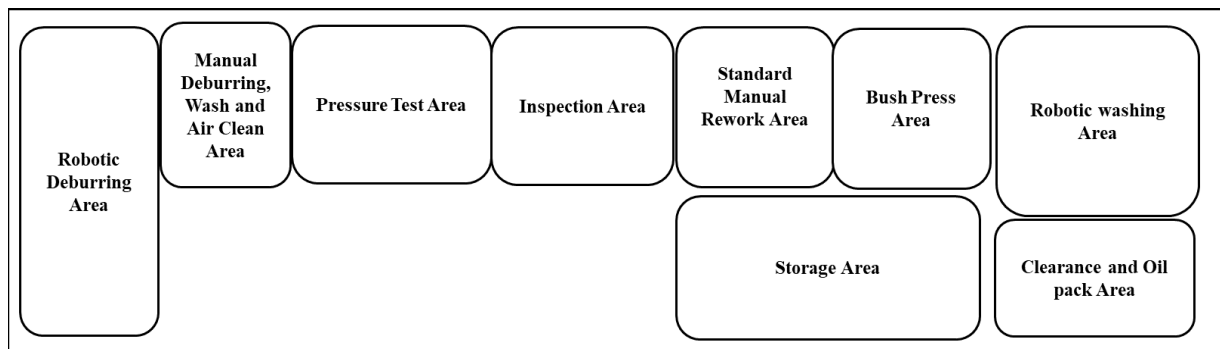 Robotic
Deburring
Area
Manual
Deburring,
Wash and
Air Clean
Area
Pressure Test Area
Inspection Area
Standard
Manual
Rework Area
Bush Press
Area
Robotic washing
Area
Storage Area
Clearance and Oil
pack Area